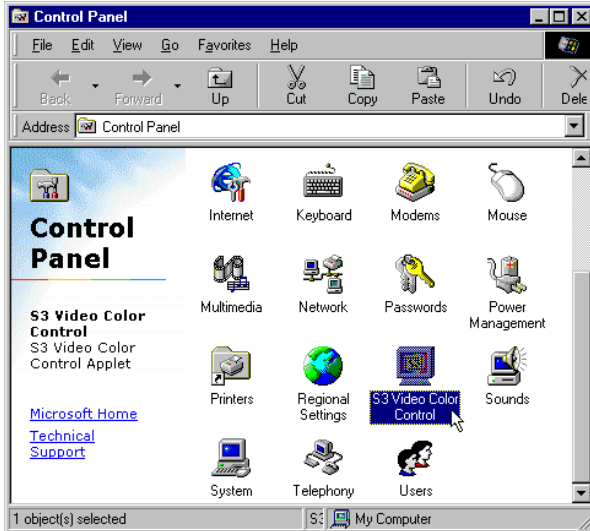 Control Panel
File Edit View Go Favorites Help
Back Forward Up Cut Copy Paste Undo Dele
Address Control Panel
Control
Panel
S3 Video Color
Control
S3 Video Color
Control Applet
Microsoft Home
Technical
Support
Internet Keyboard Modems Mouse
Multimedia Network Passwords Power
Management
Printers Regional
Settings S3 Video Color
Control Sounds
System Telephony Users
1 object(s) selected S3 My Computer